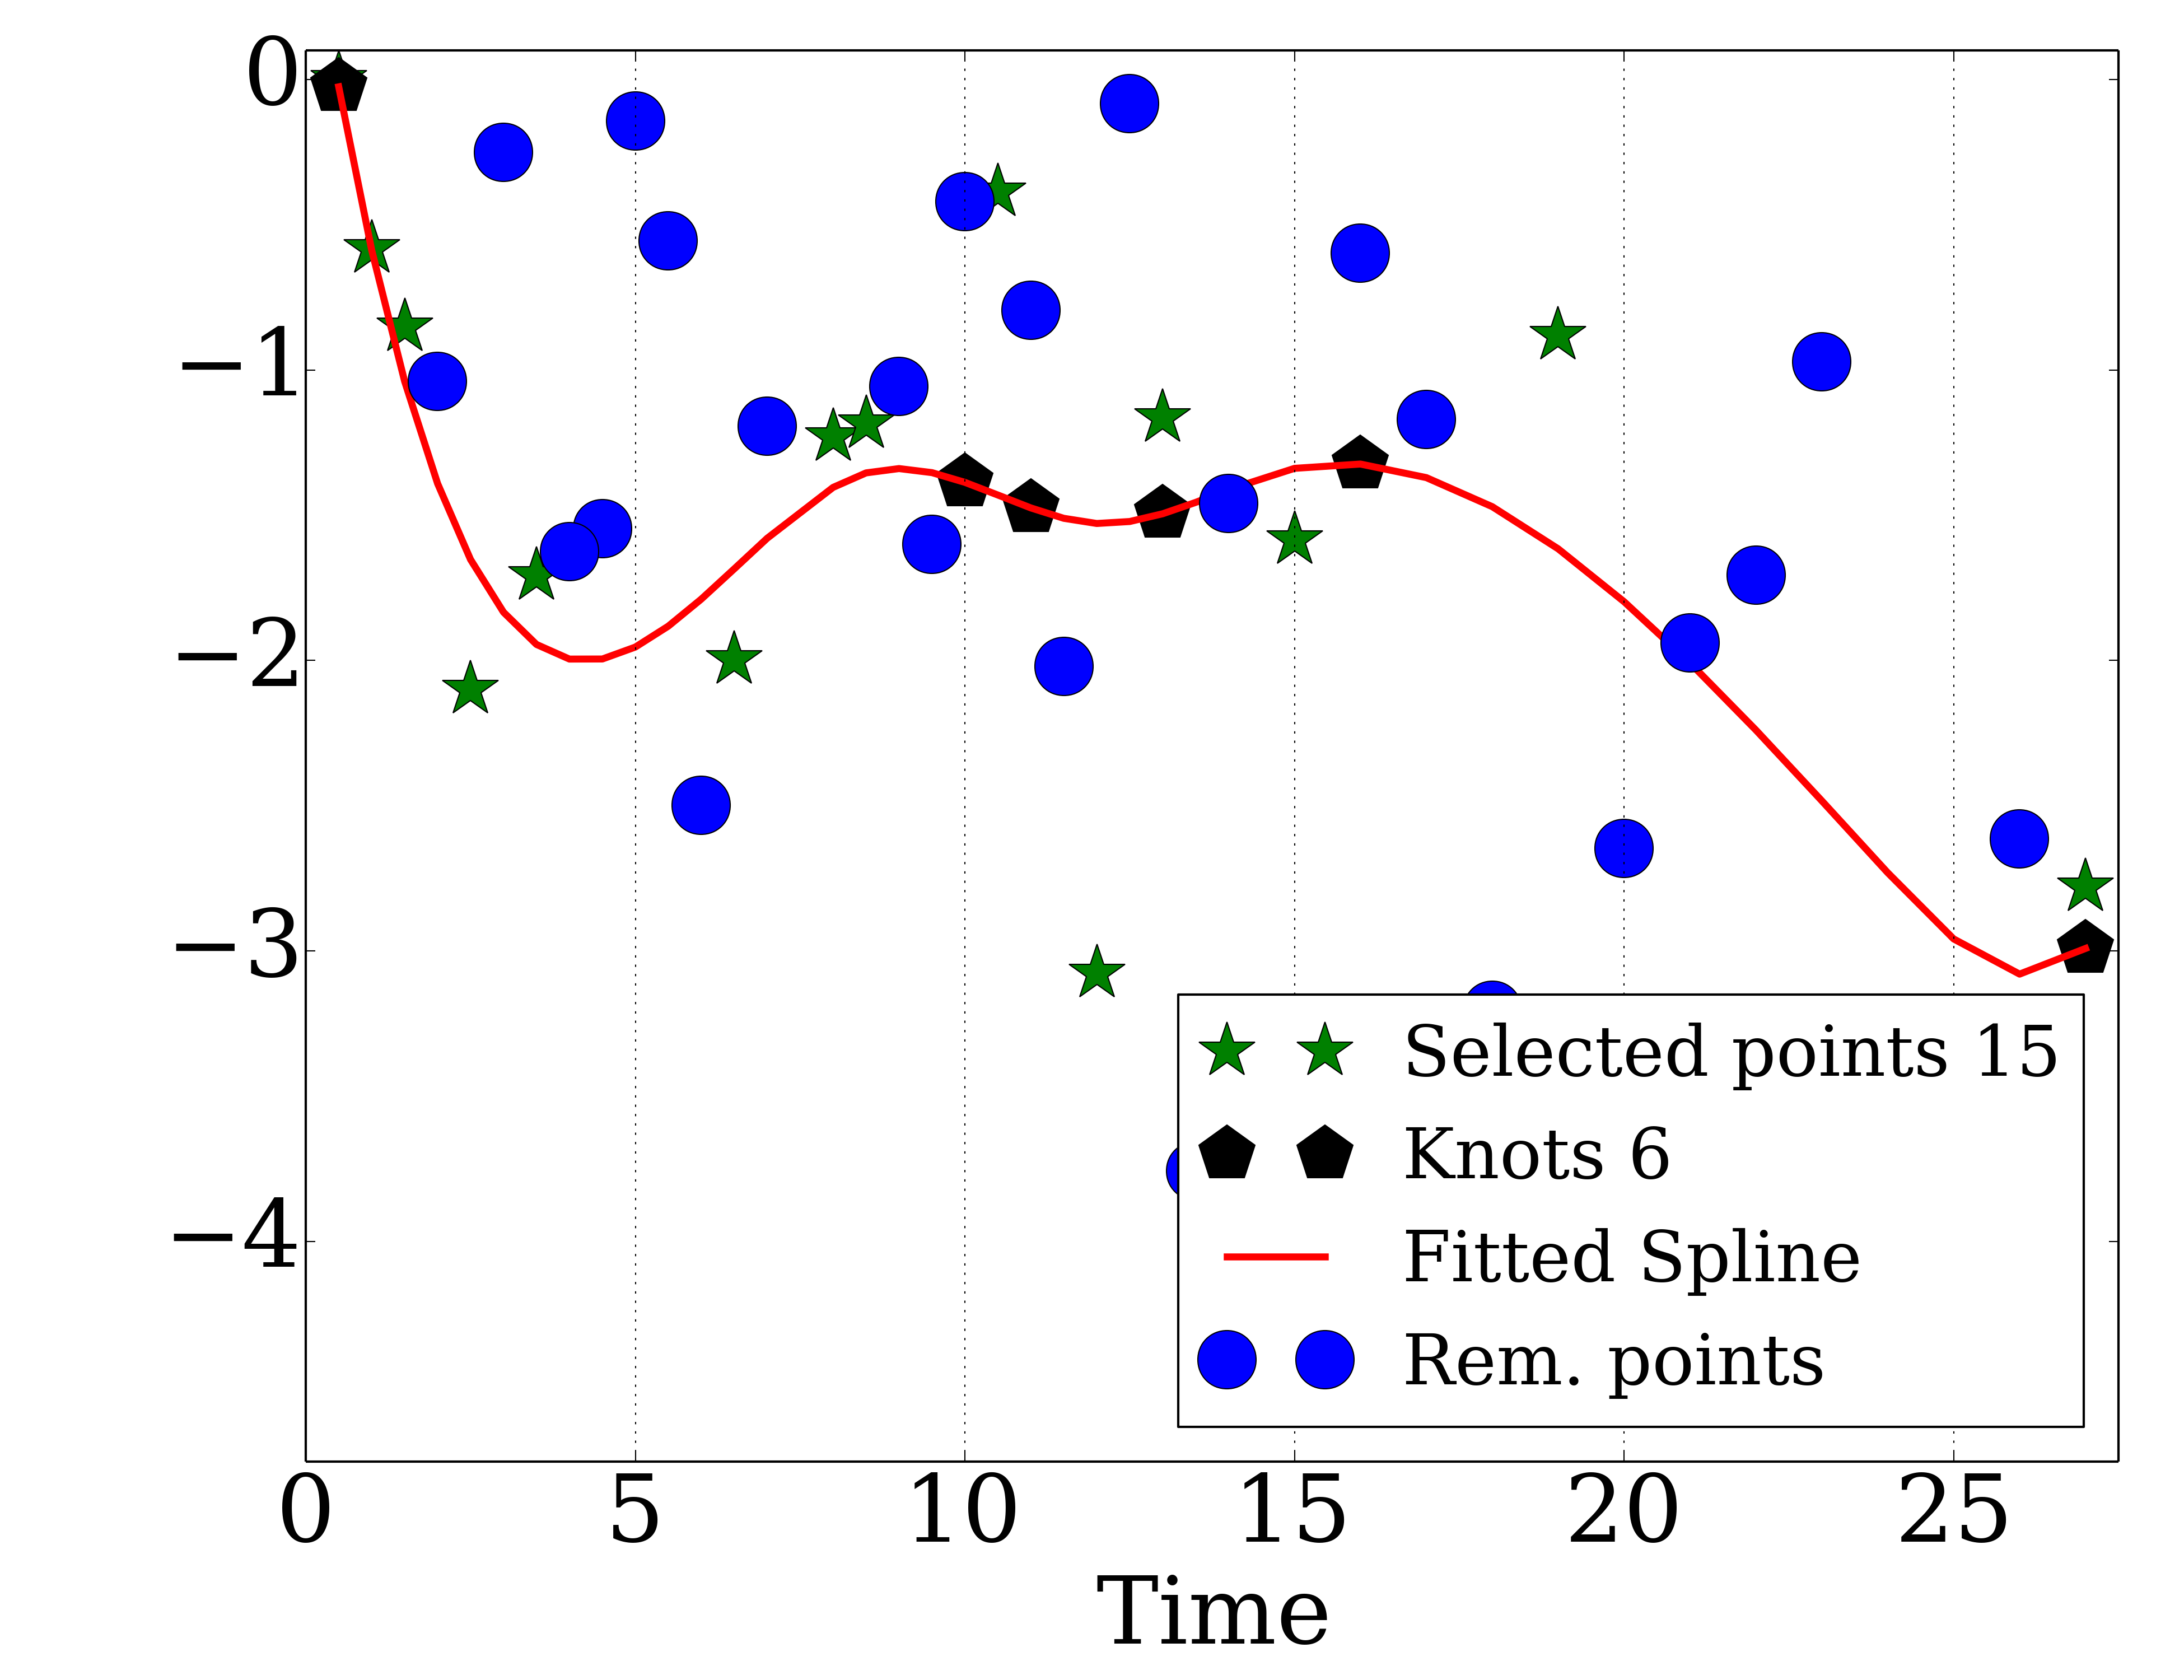 0
−1
−2
−3
−4
Selected points 15
Knots 6
Fitted Spline
Rem. points
0 5 10 15 20 25
Time